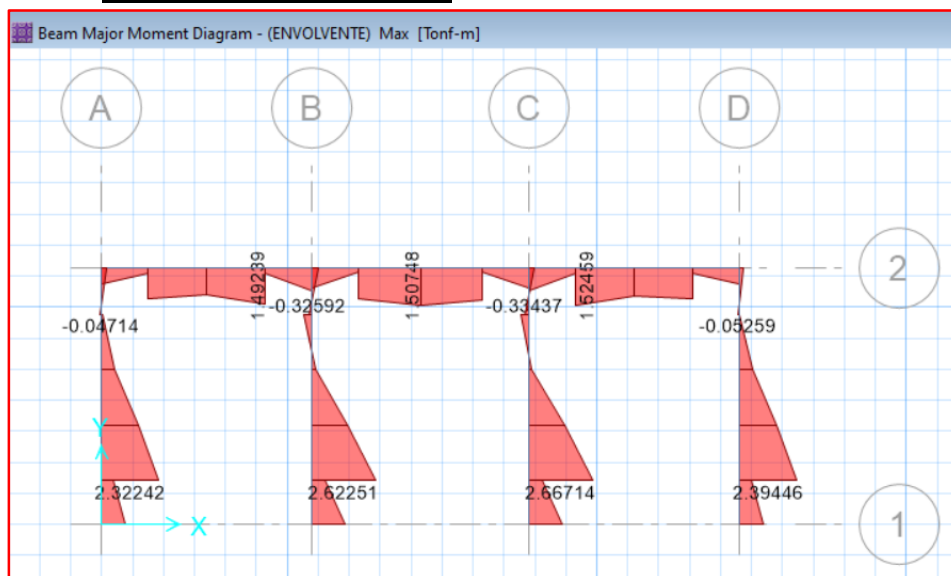 Beam Major Moment Diagram - (ENVOLVENTE) Max [Tonf-m]
A B C D
1.49239 1.50748 1.52459
2
-0.04714 -0.32592 -0.33437 -0.05259
Y
2.32242 2.62251 2.66714 2.39446
X 1